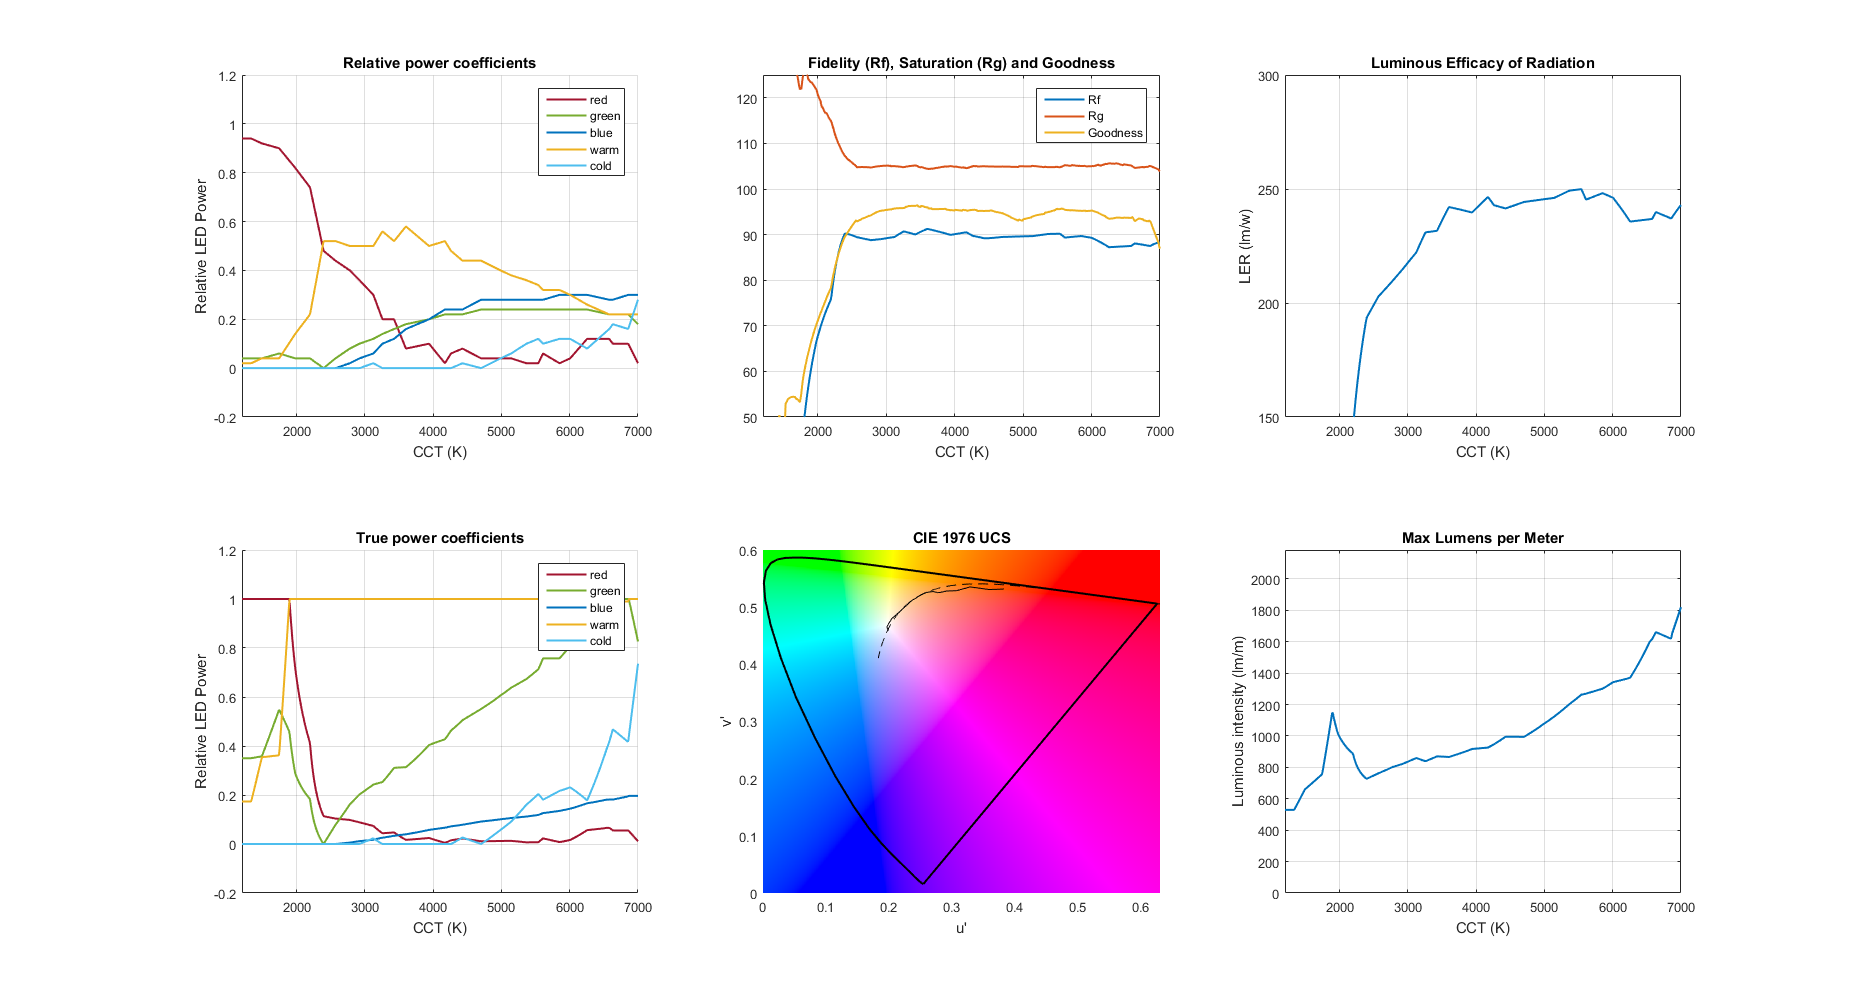 Relative power coefficients
1.2
1
0.8
0.6
0.4
0.2
0
-0.2
Relative LED Power
red
green
blue
warm
cold
2000 3000 4000 5000 6000 7000
CCT (K)
Fidelity (Rf), Saturation (Rg) and Goodness
120
110
100
90
80
70
60
50
Rf
Rg
Goodness
2000 3000 4000 5000 6000 7000
CCT (K)
Luminous Efficacy of Radiation
300
250
200
150
LER (lm/w)
2000 3000 4000 5000 6000 7000
CCT (K)
True power coefficients
1.2
1
0.8
0.6
0.4
0.2
0
-0.2
Relative LED Power
red
green
blue
warm
cold
2000 3000 4000 5000 6000 7000
CCT (K)
CIE 1976 UCS
0.6
0.5
0.4
0.3
0.2
0.1
0
v'
0 0.1 0.2 0.3 0.4 0.5 0.6
u'
Max Lumens per Meter
2000
1800
1600
1400
1200
1000
800
600
400
200
0
Luminous intensity (lm/m)
2000 3000 4000 5000 6000 7000
CCT (K)